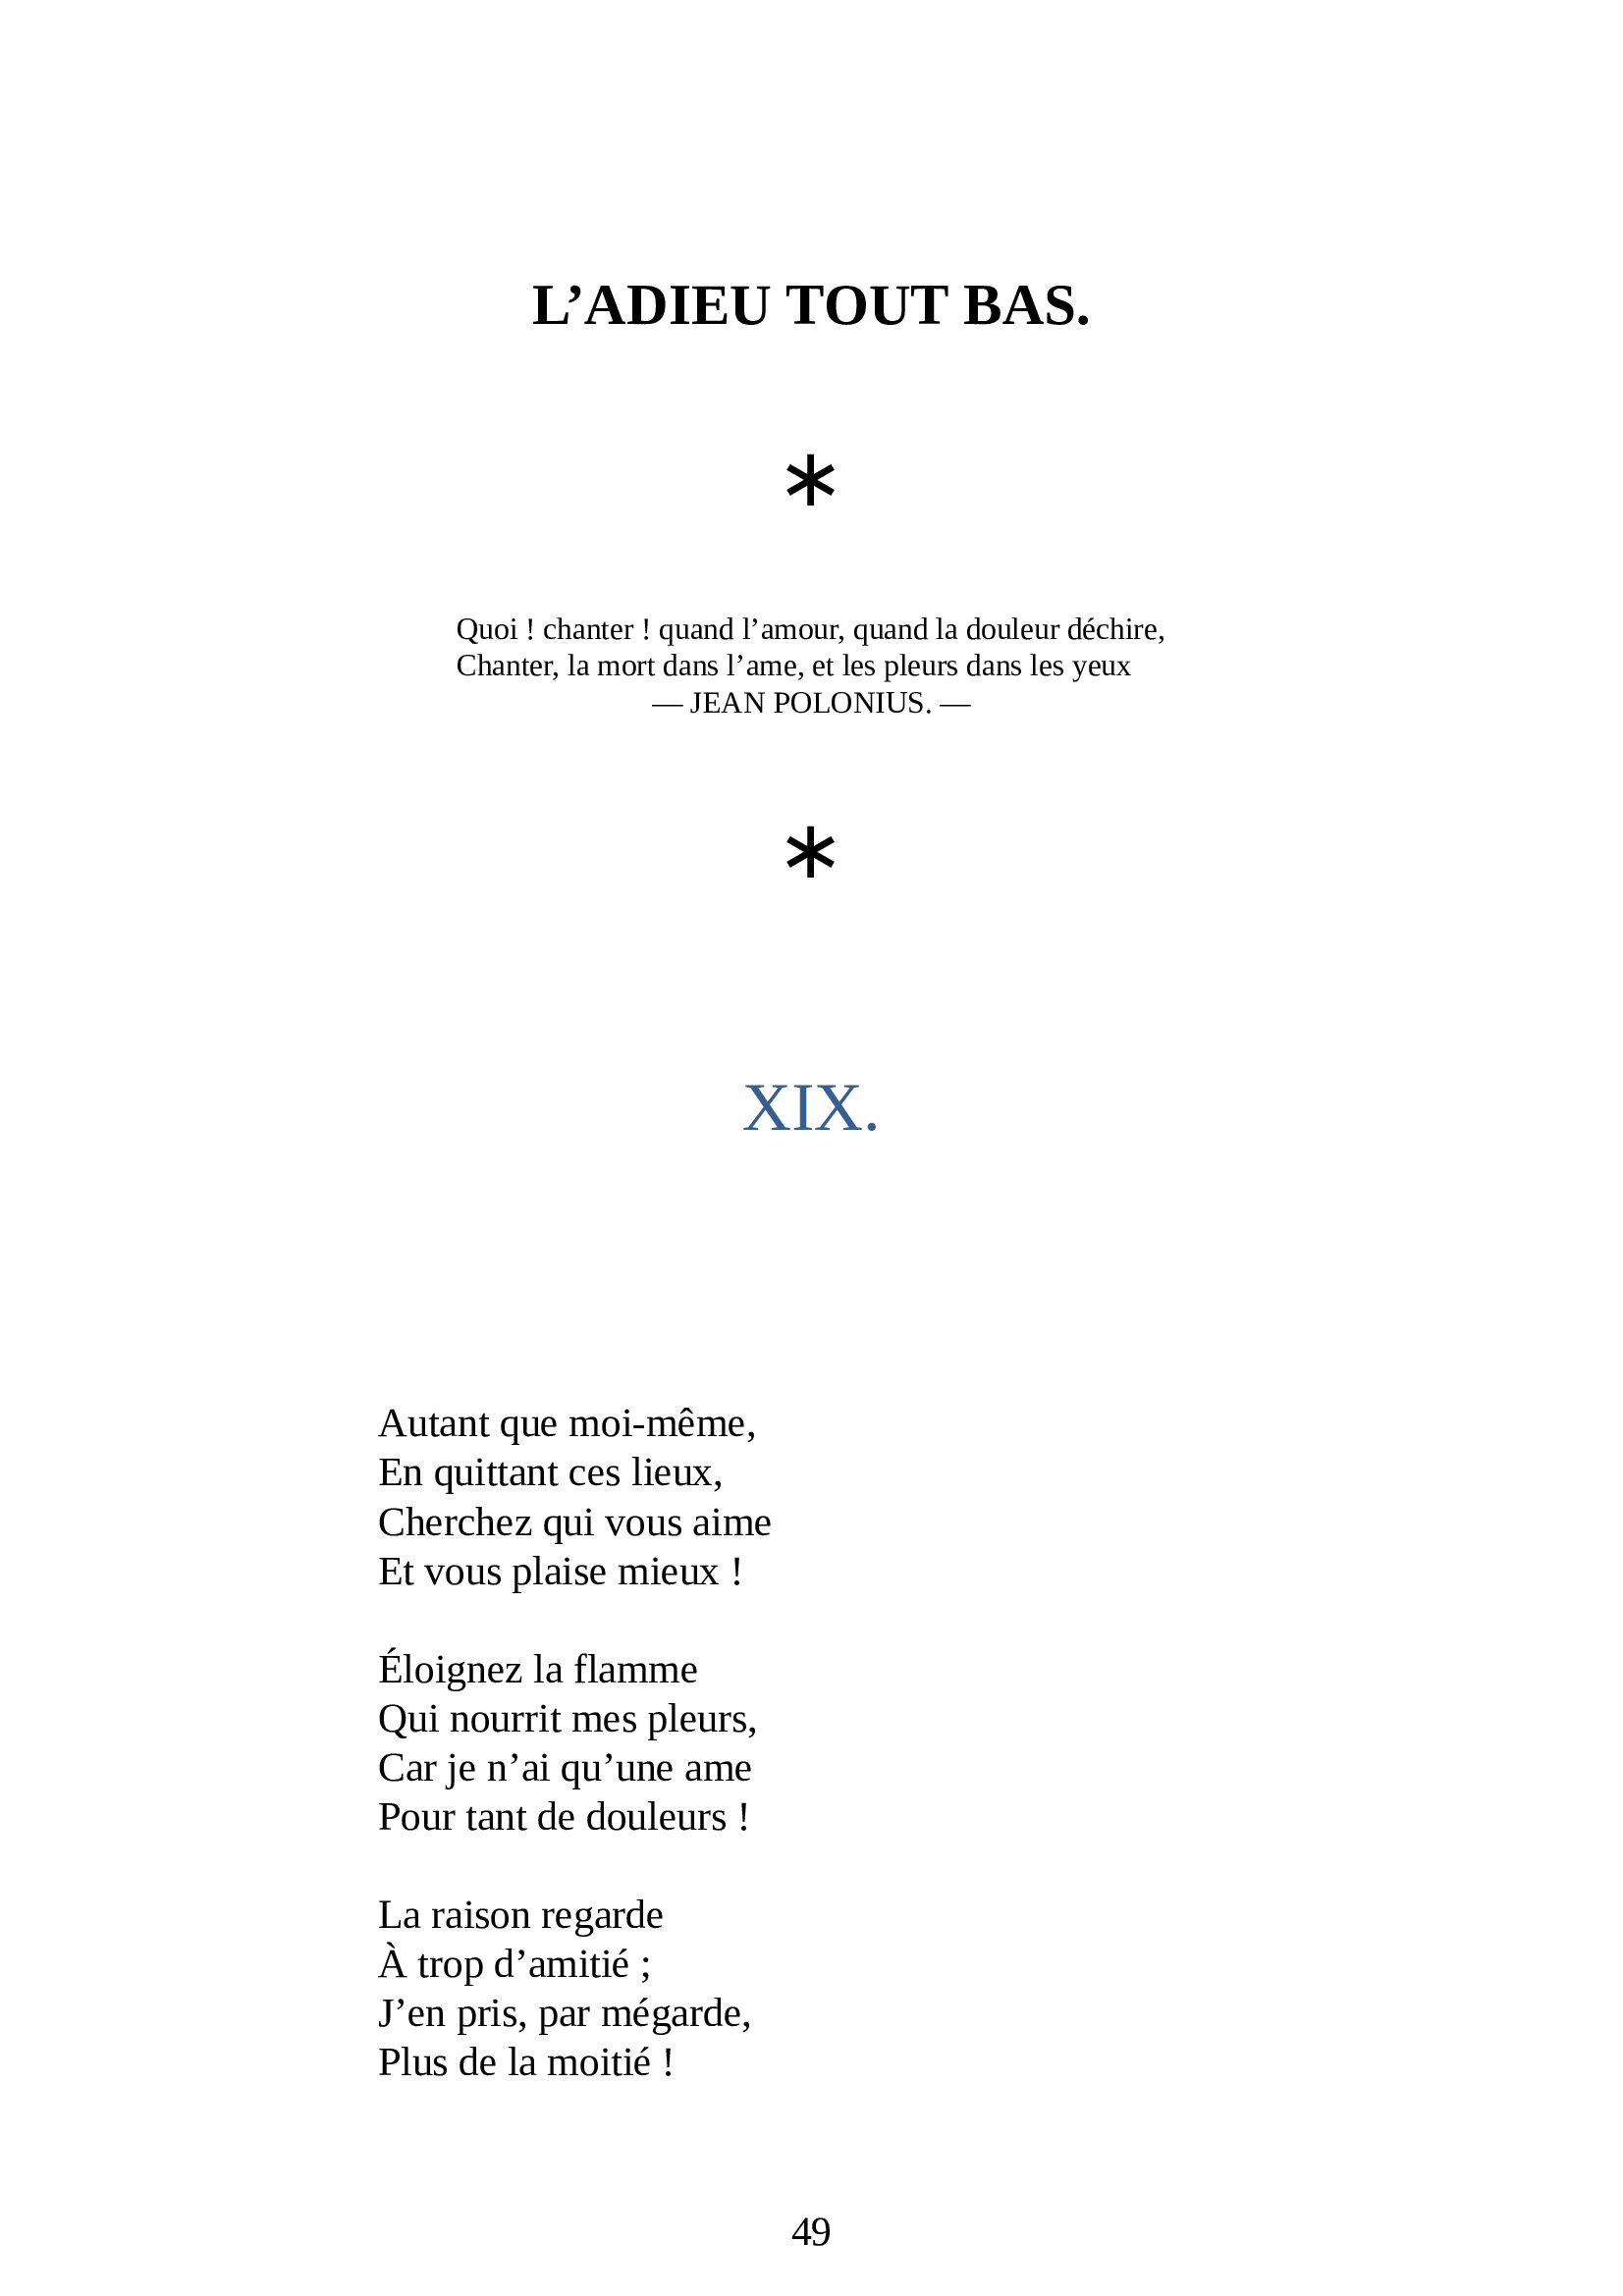 L’ADIEU TOUT BAS.
*
Quoi ! chanter ! quand l’amour, quand la douleur déchire,
Chanter, la mort dans l’ame, et les pleurs dans les yeux
— JEAN POLONIUS. —
*
XIX.
Autant que moi-même,
En quittant ces lieux,
Cherchez qui vous aime
Et vous plaise mieux !
Éloignez la flamme
Qui nourrit mes pleurs,
Car je n’ai qu’une ame
Pour tant de douleurs !
La raison regarde
À trop d’amitié ;
J’en pris, par mégarde,
Plus de la moitié !
49